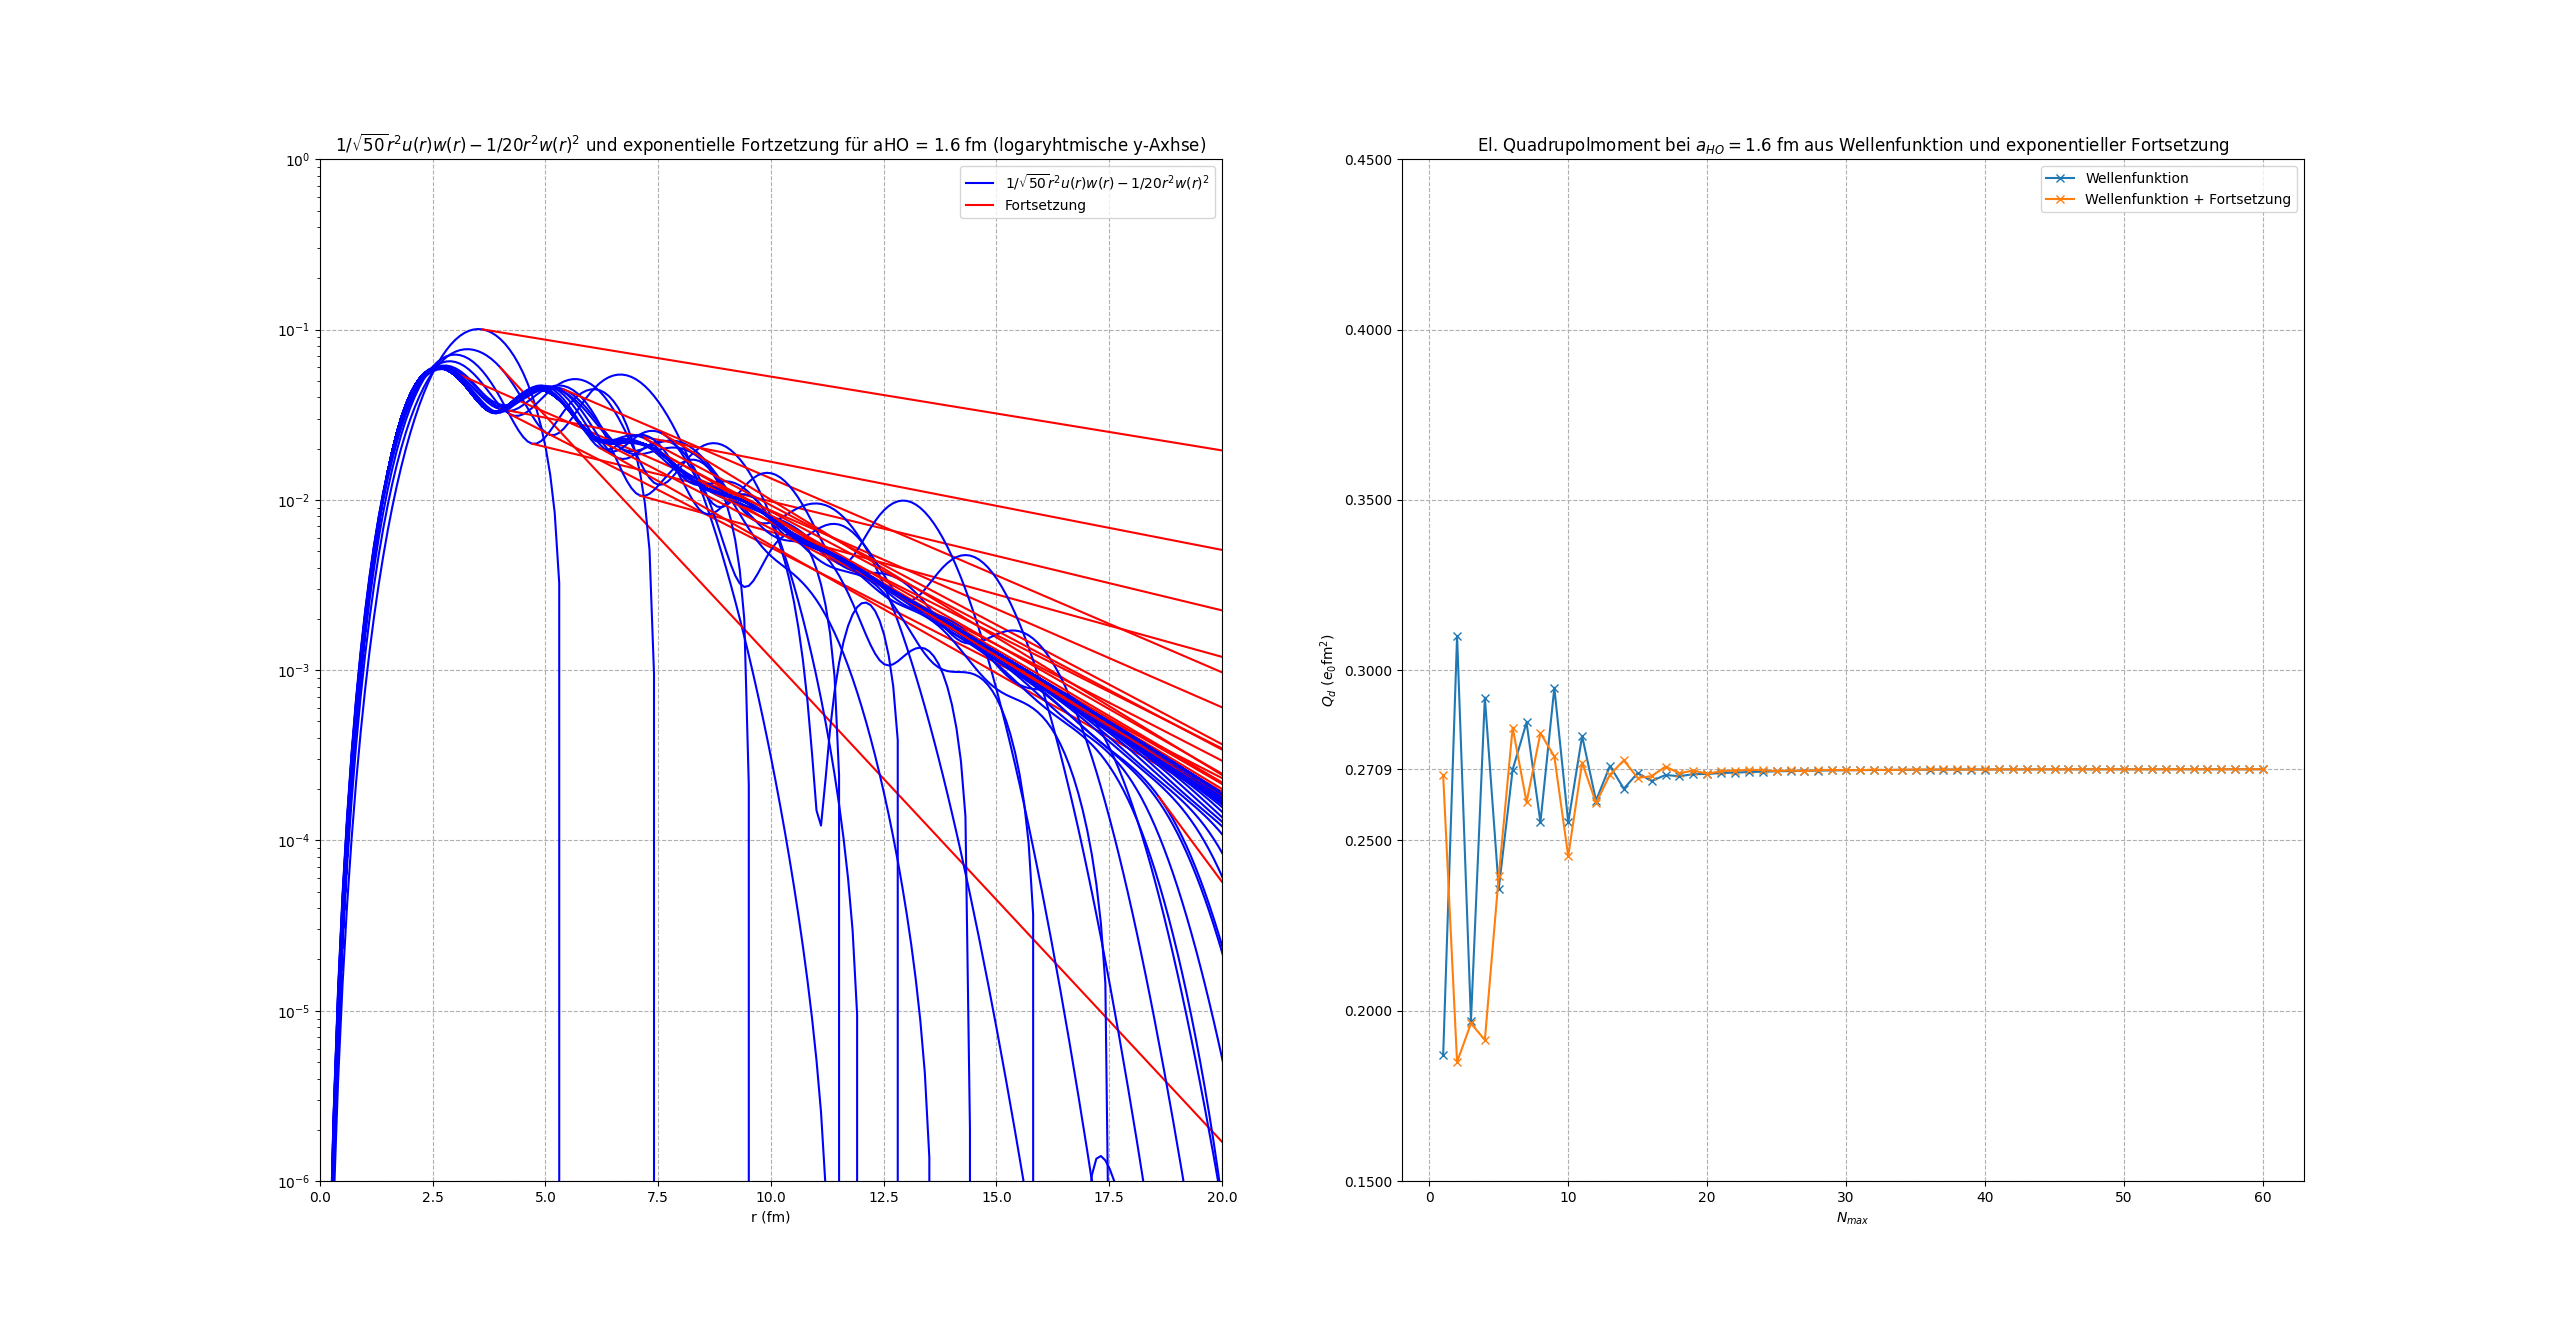 1/√50r²u(r)w(r) − 1/20r²w(r)² und exponentielle Fortzetzung für aHO = 1.6 fm (logaryhtmische y-Axhse)
10⁰
10⁻¹
10⁻²
10⁻³
10⁻⁴
10⁻⁵
10⁻⁶
1/√50r²u(r)w(r) − 1/20r²w(r)²
Fortsetzung
0.0 2.5 5.0 7.5 10.0 12.5 15.0 17.5 20.0
r (fm)
El. Quadrupolmoment bei a_HO = 1.6 fm aus Wellenfunktion und exponentieller Fortsetzung
Q_d (e₀fm²)
0.4500
0.4000
0.3500
0.3000
0.2709
0.2500
0.2000
0.1500
Wellenfunktion
Wellenfunktion + Fortsetzung
0 10 20 30 40 50 60
N_max